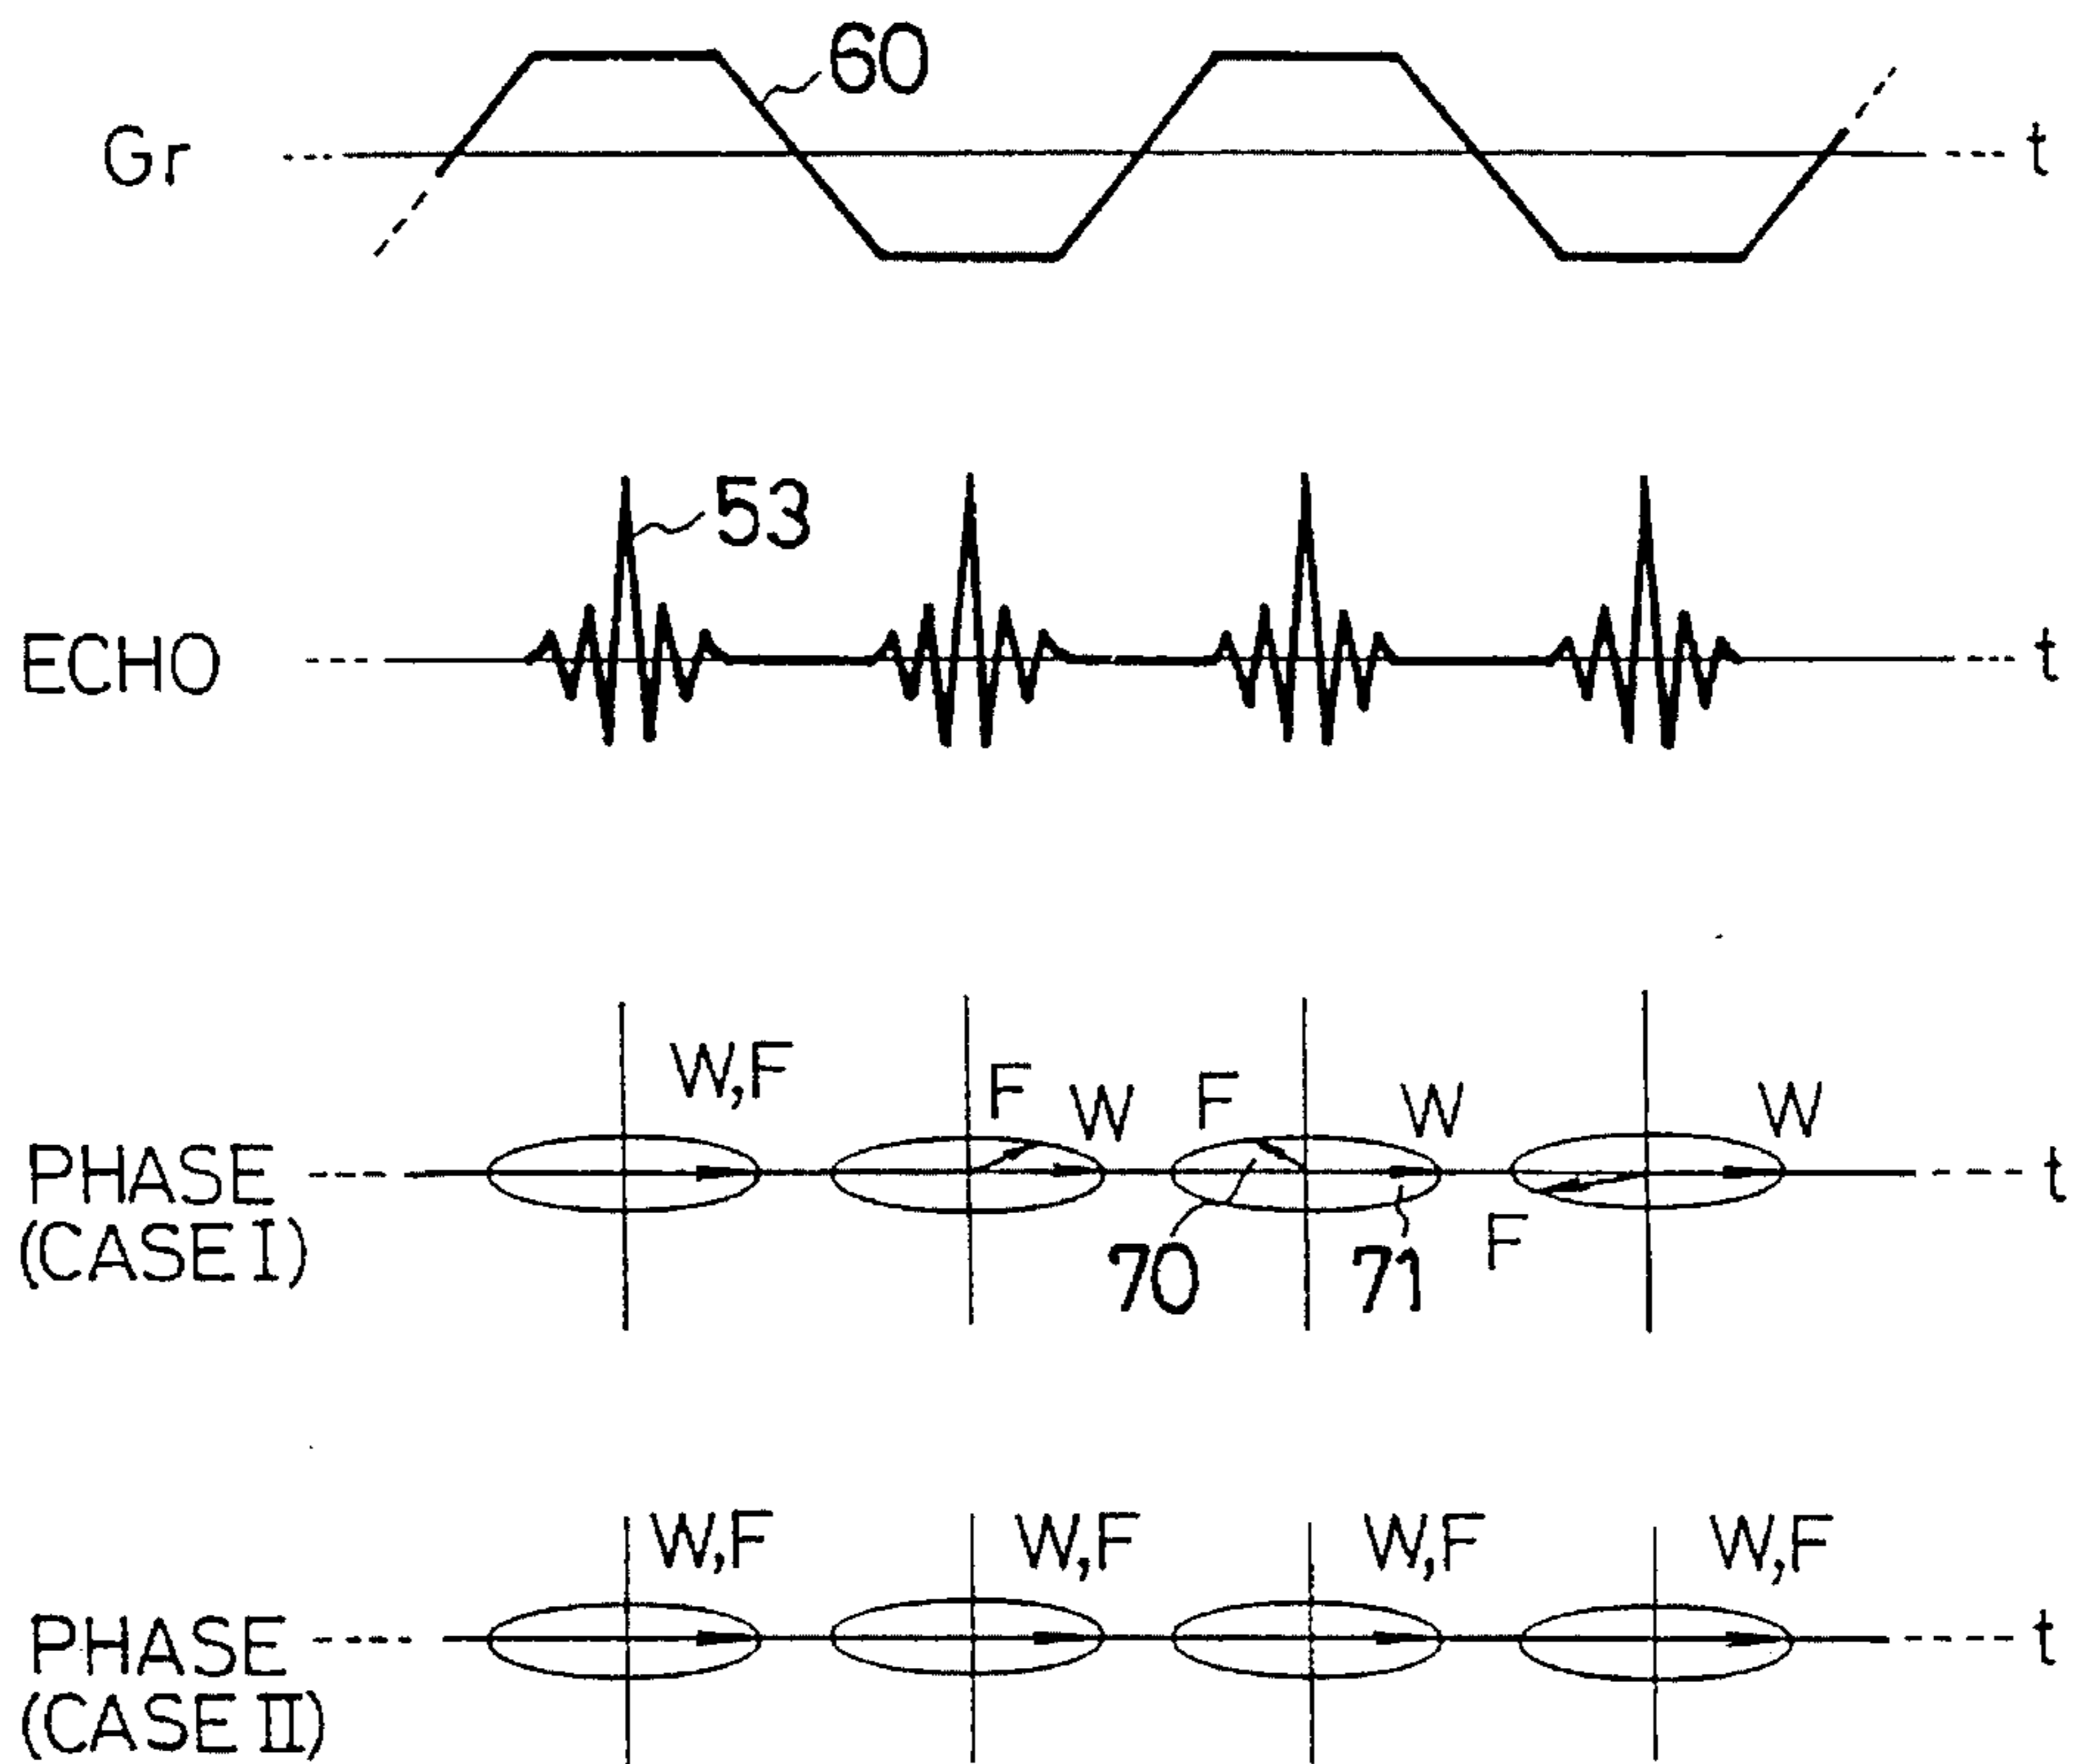 60
Gr t
53
ECHO t
W,F F W F W W
PHASE t
(CASE I) 70 71 F
W,F W,F W,F W,F
PHASE t
(CASE II)